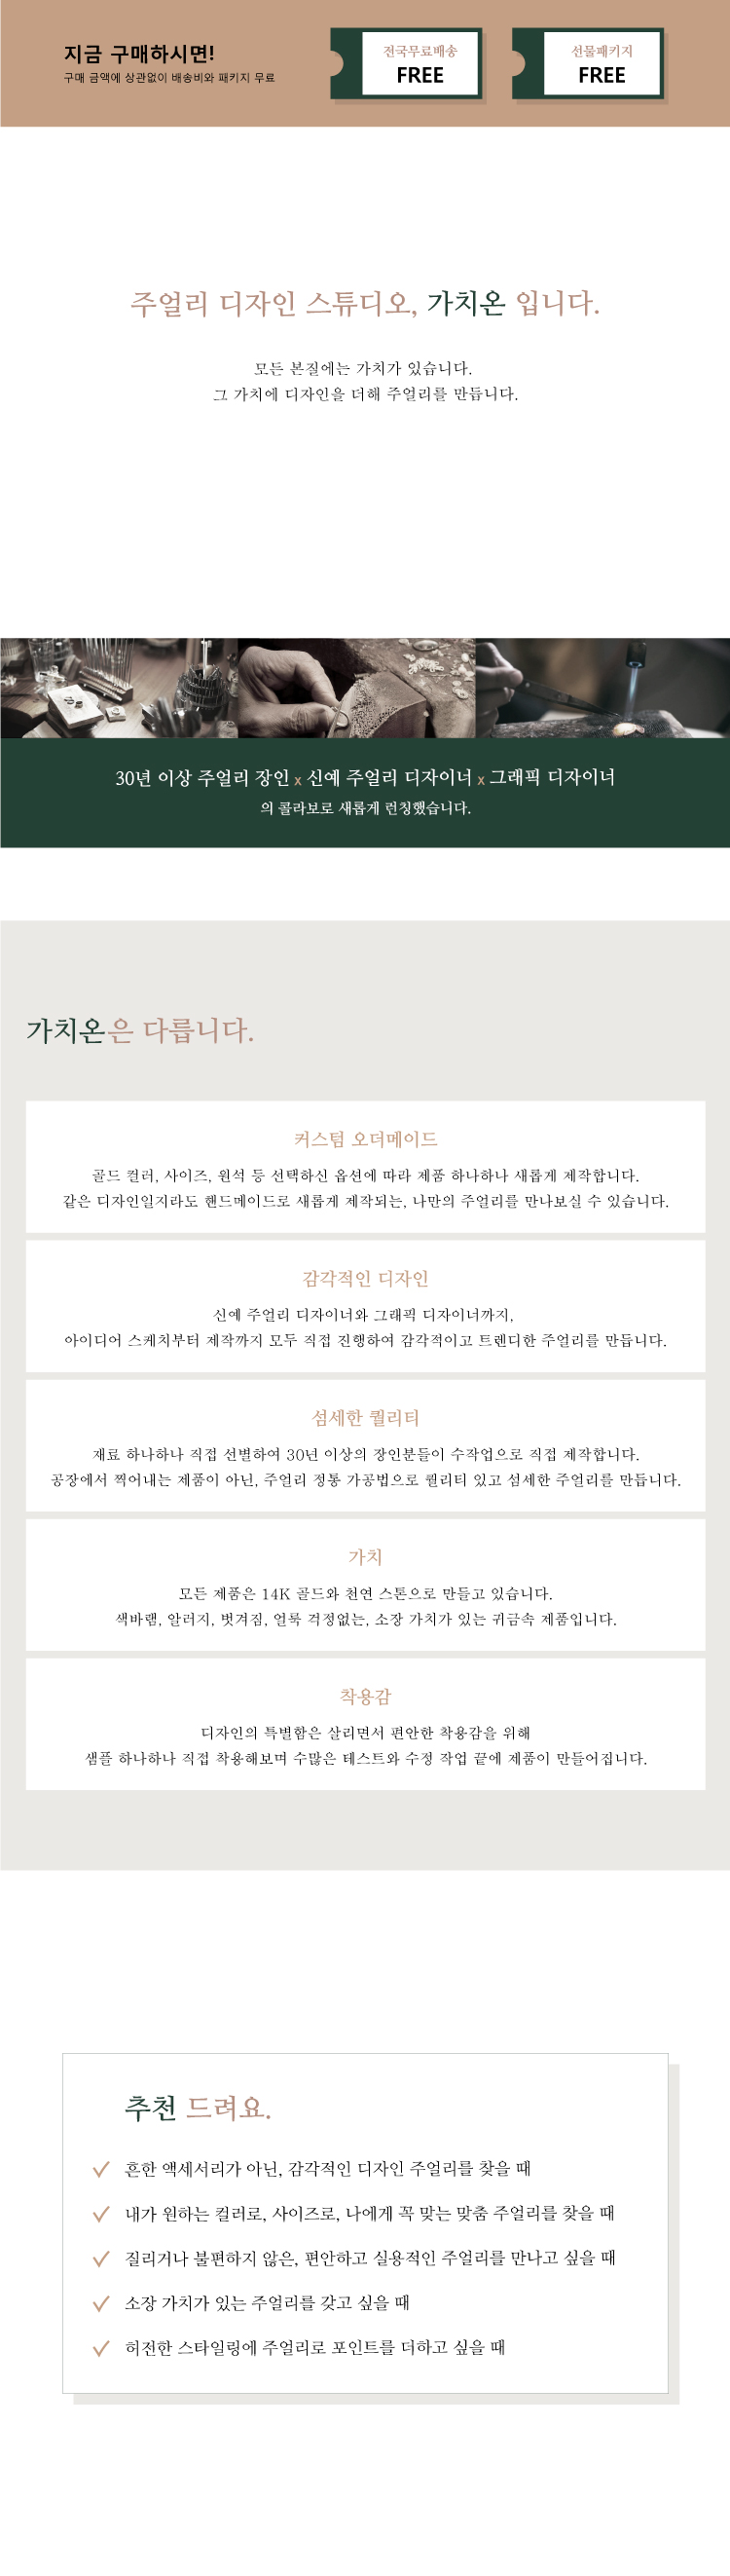 지금 구매하시면!
구매 금액에 상관없이 배송비와 패키지 무료
전국무료배송
FREE
선물패키지
FREE
주얼리 디자인 스튜디오, 가치온 입니다.
모든 본질에는 가치가 있습니다.
그 가치에 디자인을 더해 주얼리를 만듭니다.
30년 이상 주얼리 장인 x 신예 주얼리 디자이너 x 그래픽 디자이너
의 콜라보로 새롭게 런칭했습니다.
가치온은 다릅니다.
커스텀 오더메이드
골드 컬러, 사이즈, 원석 등 선택하신 옵션에 따라 제품 하나하나 새롭게 제작합니다.
같은 디자인일지라도 핸드메이드로 새롭게 제작되는, 나만의 주얼리를 만나보실 수 있습니다.
감각적인 디자인
신예 주얼리 디자이너와 그래픽 디자이너까지,
아이디어 스케치부터 제작까지 모두 직접 진행하여 감각적이고 트렌디한 주얼리를 만듭니다.
섬세한 퀄리티
재료 하나하나 직접 선별하여 30년 이상의 장인분들이 수작업으로 직접 제작합니다.
공장에서 찍어내는 제품이 아닌, 주얼리 정통 가공법으로 퀄리티 있고 섬세한 주얼리를 만듭니다.
가치
모든 제품은 14K 골드와 천연 스톤으로 만들고 있습니다.
색바램, 알러지, 벗겨짐, 얼룩 걱정없는, 소장 가치가 있는 귀금속 제품입니다.
착용감
디자인의 특별함은 살리면서 편안한 착용감을 위해
샘플 하나하나 직접 착용해보며 수많은 테스트와 수정 작업 끝에 제품이 만들어집니다.
추천 드려요.
흔한 액세서리가 아닌, 감각적인 디자인 주얼리를 찾을 때
내가 원하는 컬러로, 사이즈로, 나에게 꼭 맞는 맞춤 주얼리를 찾을 때
질리거나 불편하지 않은, 편안하고 실용적인 주얼리를 만나고 싶을 때
소장 가치가 있는 주얼리를 갖고 싶을 때
허전한 스타일링에 주얼리로 포인트를 더하고 싶을 때